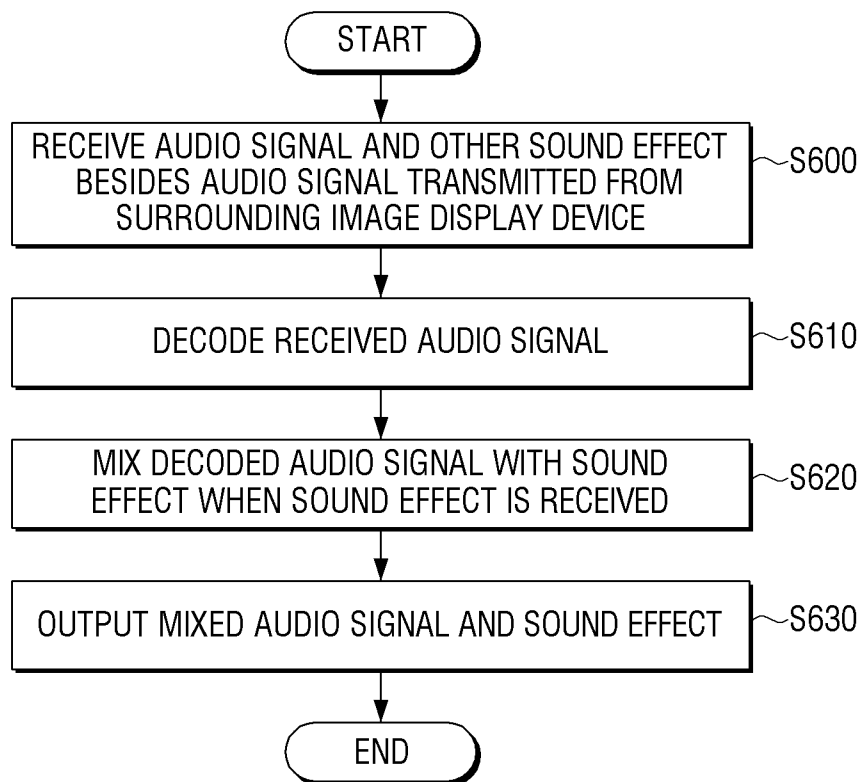 START
RECEIVE AUDIO SIGNAL AND OTHER SOUND EFFECT
BESIDES AUDIO SIGNAL TRANSMITTED FROM
SURROUNDING IMAGE DISPLAY DEVICE
S600
DECODE RECEIVED AUDIO SIGNAL
S610
MIX DECODED AUDIO SIGNAL WITH SOUND
EFFECT WHEN SOUND EFFECT IS RECEIVED
S620
OUTPUT MIXED AUDIO SIGNAL AND SOUND EFFECT
S630
END